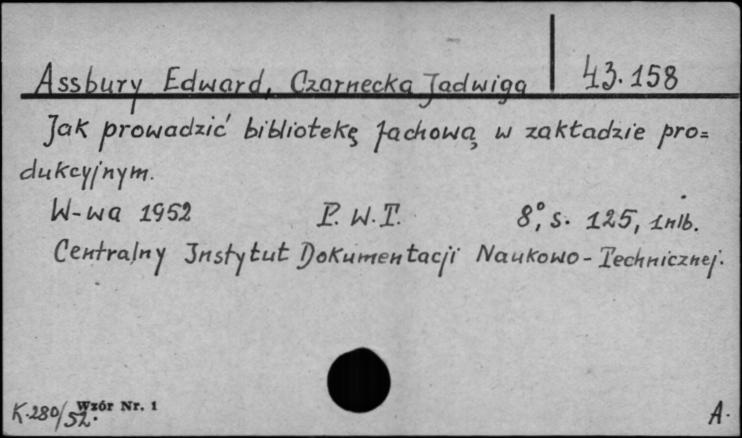 Assbury Edward, Czarnecka Jadwiga 43.158
Jak prowadzić bibliotekę fachową w zakładzie pro=
dukcyjnym.
W-wa 1952 P.W.T. 8°, s. 125, 1nlb.
Centralny Instytut Dokumentacji Naukowo-Technicznej.
K-280/52. Wzór Nr. 1 A.